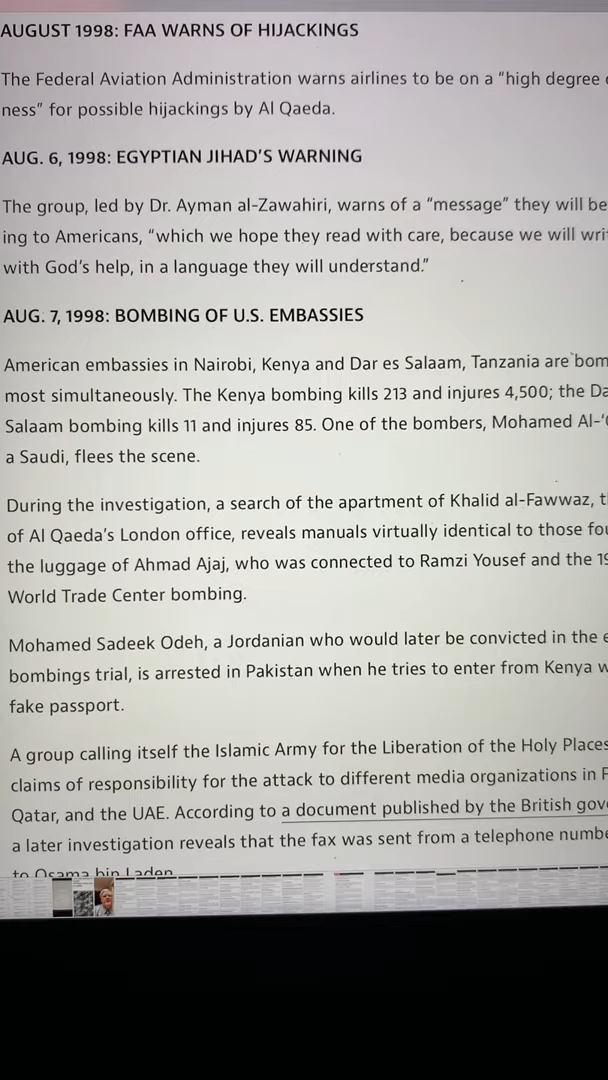 AUGUST 1998: FAA WARNS OF HIJACKINGS
The Federal Aviation Administration warns airlines to be on a “high degree
ness” for possible hijackings by Al Qaeda.
AUG. 6, 1998: EGYPTIAN JIHAD’S WARNING
The group, led by Dr. Ayman al-Zawahiri, warns of a “message” they will be
ing to Americans, “which we hope they read with care, because we will wri
with God’s help, in a language they will understand.”
AUG. 7, 1998: BOMBING OF U.S. EMBASSIES
American embassies in Nairobi, Kenya and Dar es Salaam, Tanzania are bom
most simultaneously. The Kenya bombing kills 213 and injures 4,500; the Da
Salaam bombing kills 11 and injures 85. One of the bombers, Mohamed Al-‘
a Saudi, flees the scene.
During the investigation, a search of the apartment of Khalid al-Fawwaz, t
of Al Qaeda’s London office, reveals manuals virtually identical to those fou
the luggage of Ahmad Ajaj, who was connected to Ramzi Yousef and the 19
World Trade Center bombing.
Mohamed Sadeek Odeh, a Jordanian who would later be convicted in the e
bombings trial, is arrested in Pakistan when he tries to enter from Kenya w
fake passport.
A group calling itself the Islamic Army for the Liberation of the Holy Places
claims of responsibility for the attack to different media organizations in F
Qatar, and the UAE. According to a document published by the British gov
a later investigation reveals that the fax was sent from a telephone numbe
to Osama bin Laden